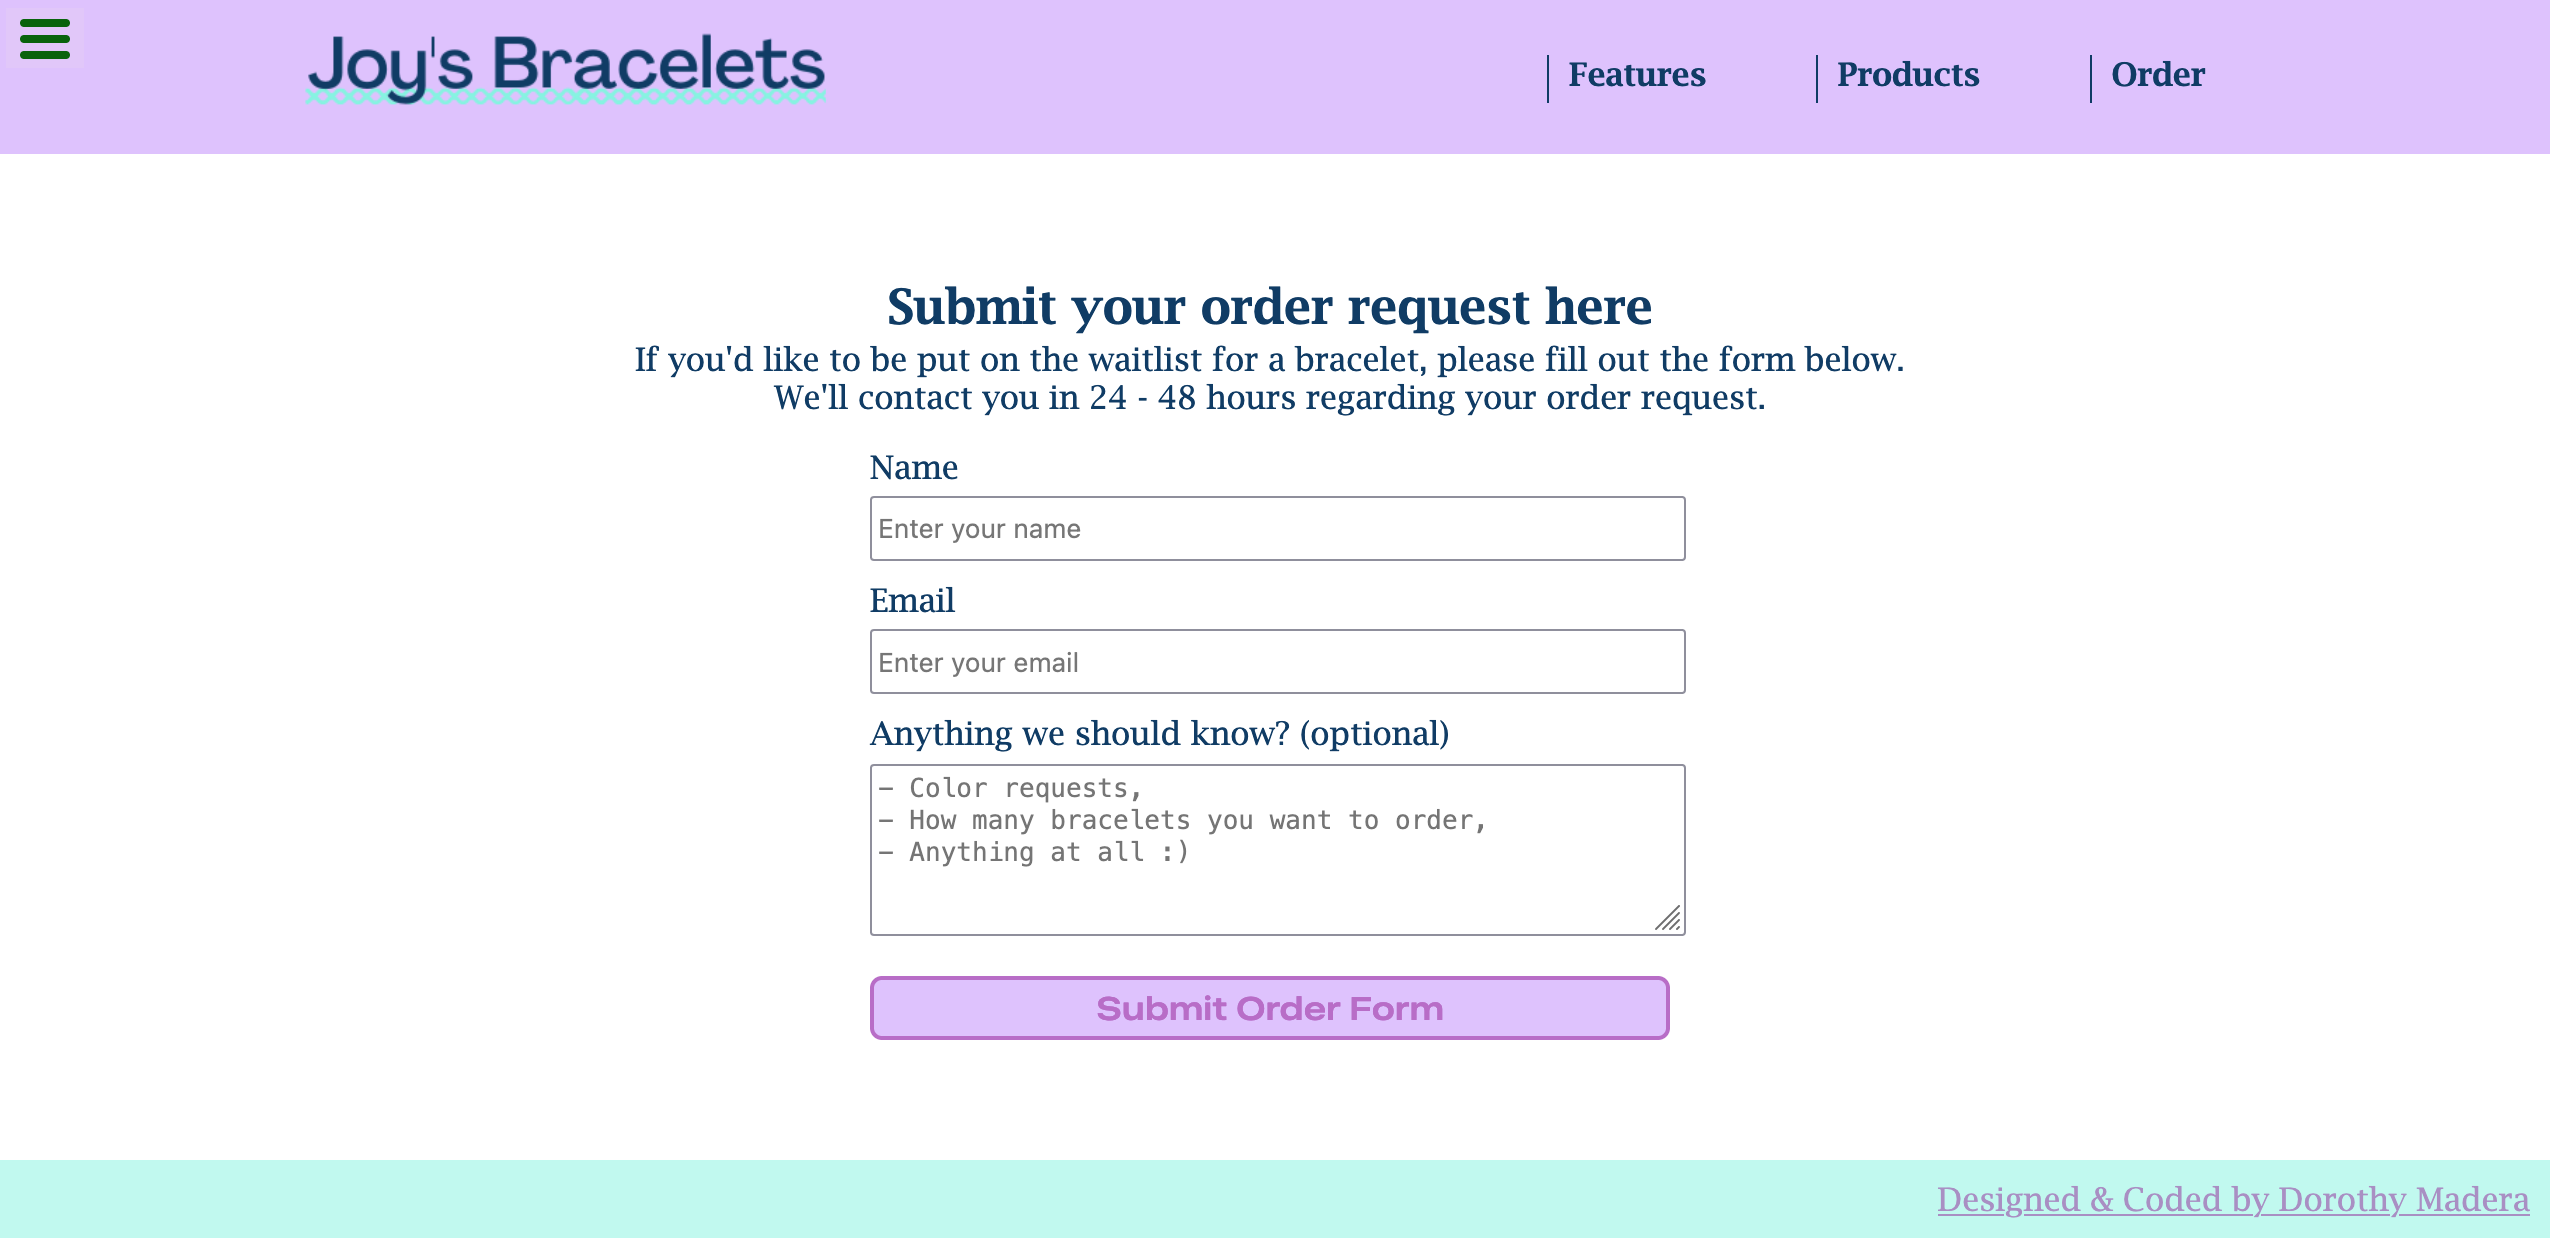 Joy's Bracelets
Features
Products
Order
Submit your order request here
If you'd like to be put on the waitlist for a bracelet, please fill out the form below.
We'll contact you in 24 - 48 hours regarding your order request.
Name
Enter your name
Email
Enter your email
Anything we should know? (optional)
- Color requests,
- How many bracelets you want to order,
- Anything at all :)
Submit Order Form
Designed & Coded by Dorothy Madera